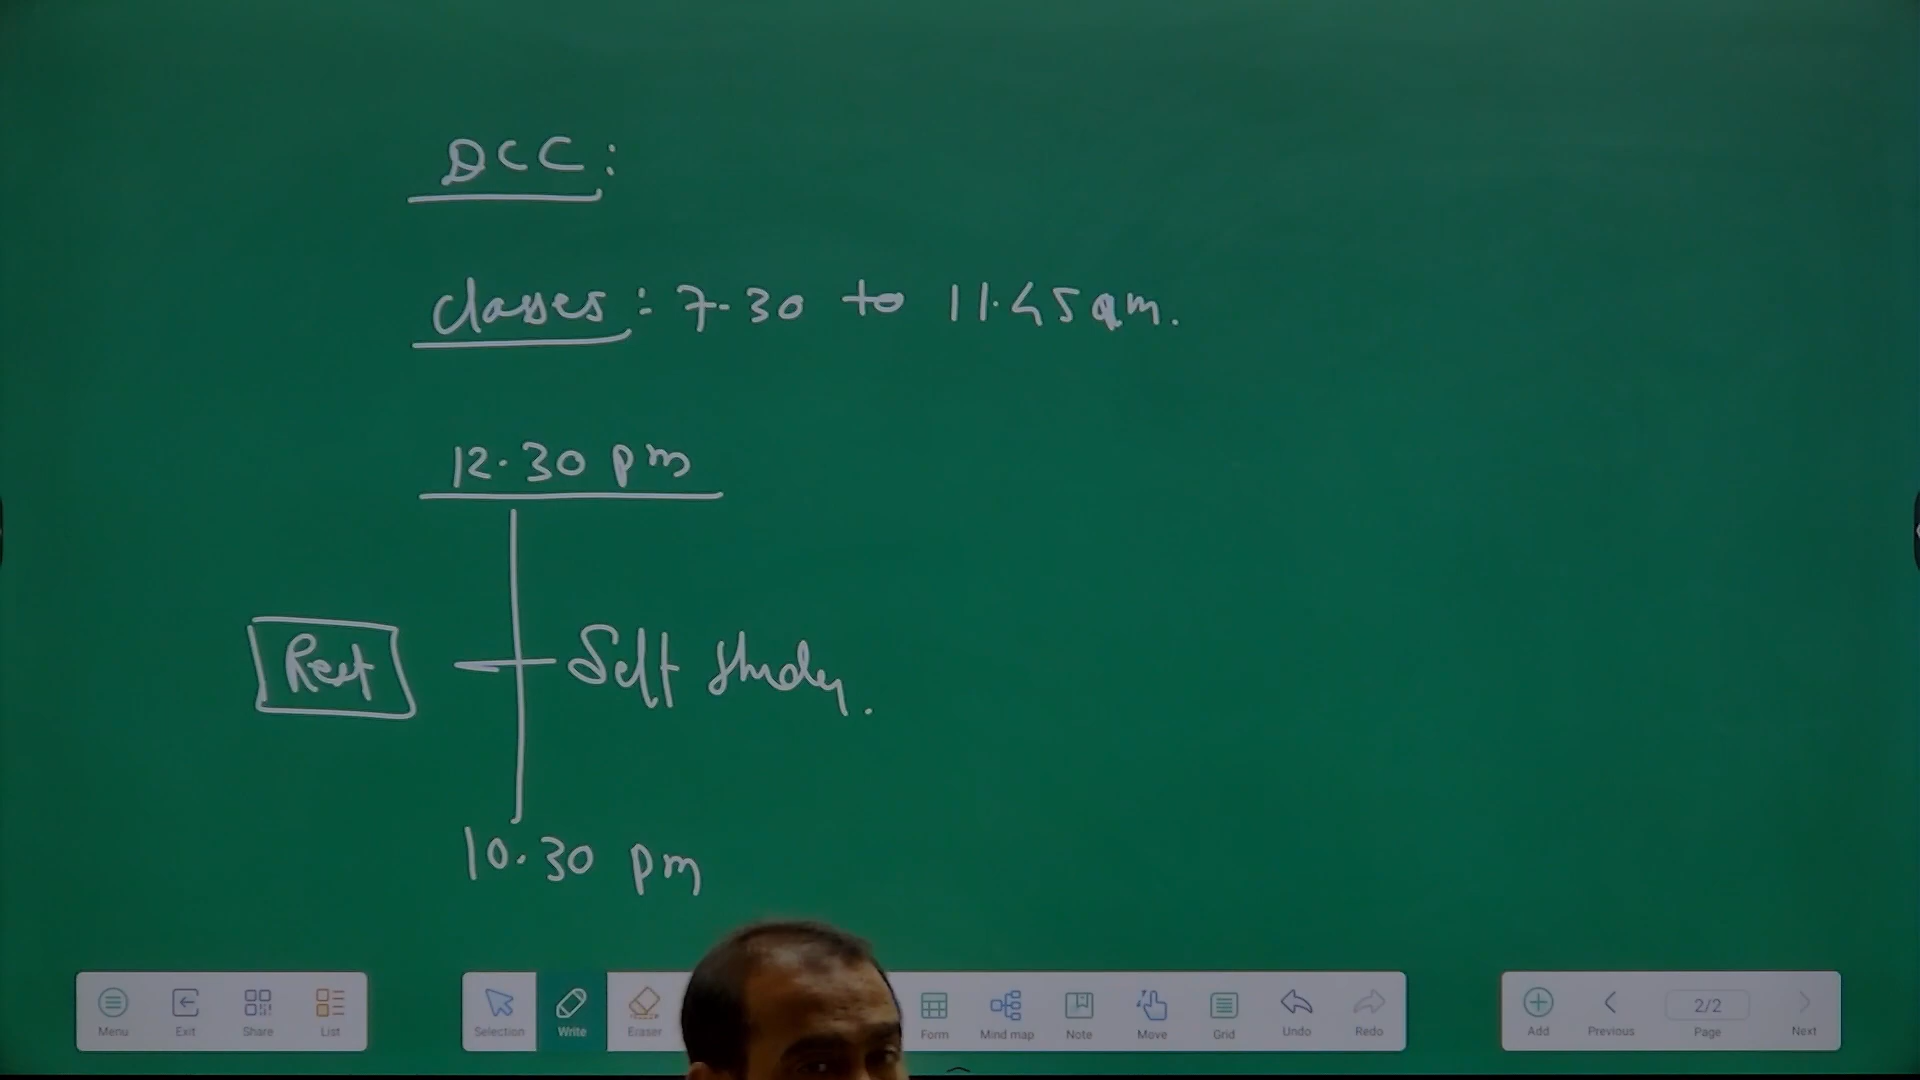 DCC:
classes: 7.30 to 11.45 am.
12.30 pm
Rest
Self study.
10.30 pm
Menu Exit Share List Selection Write Eraser Form Mind map Note Move Grid Undo Redo Add Previous 2/2 Page Next